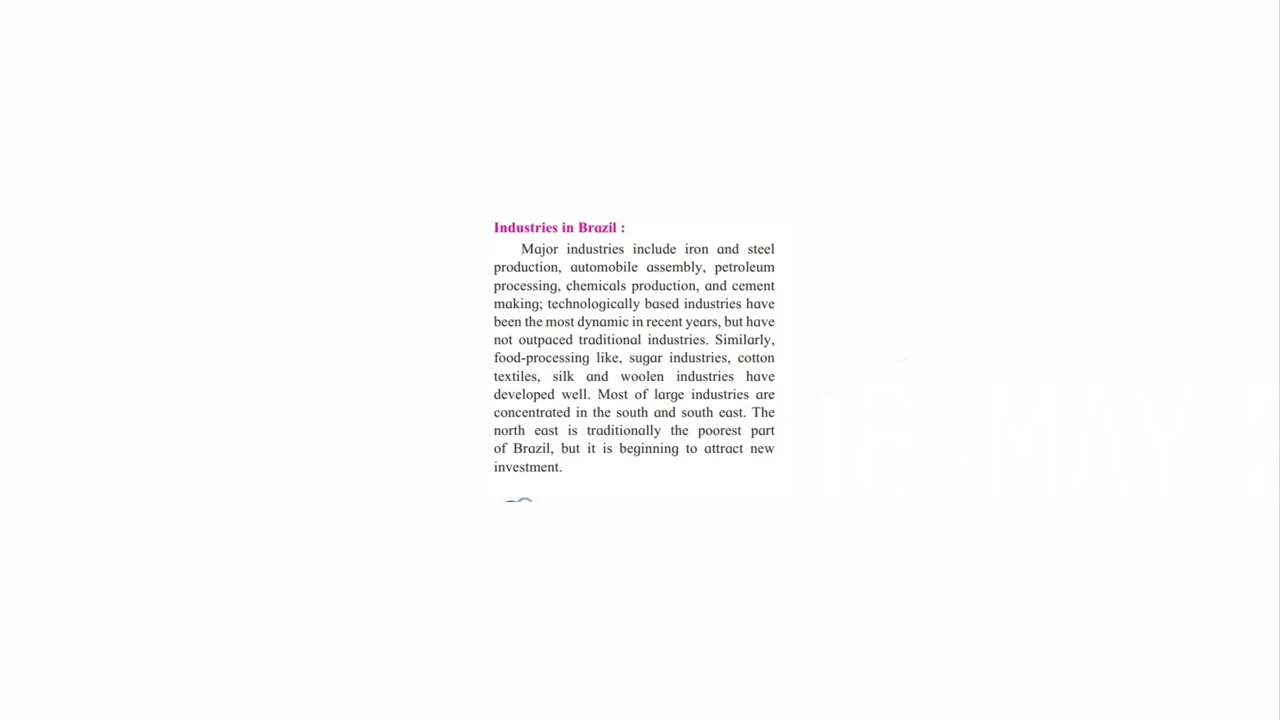 Industries in Brazil :
Major industries include iron and steel
production, automobile assembly, petroleum
processing, chemicals production, and cement
making; technologically based industries have
been the most dynamic in recent years, but have
not outpaced traditional industries. Similarly,
food-processing like, sugar industries, cotton
textiles, silk and woolen industries have
developed well. Most of large industries are
concentrated in the south and south east. The
north east is traditionally the poorest part
of Brazil, but it is beginning to attract new
investment.